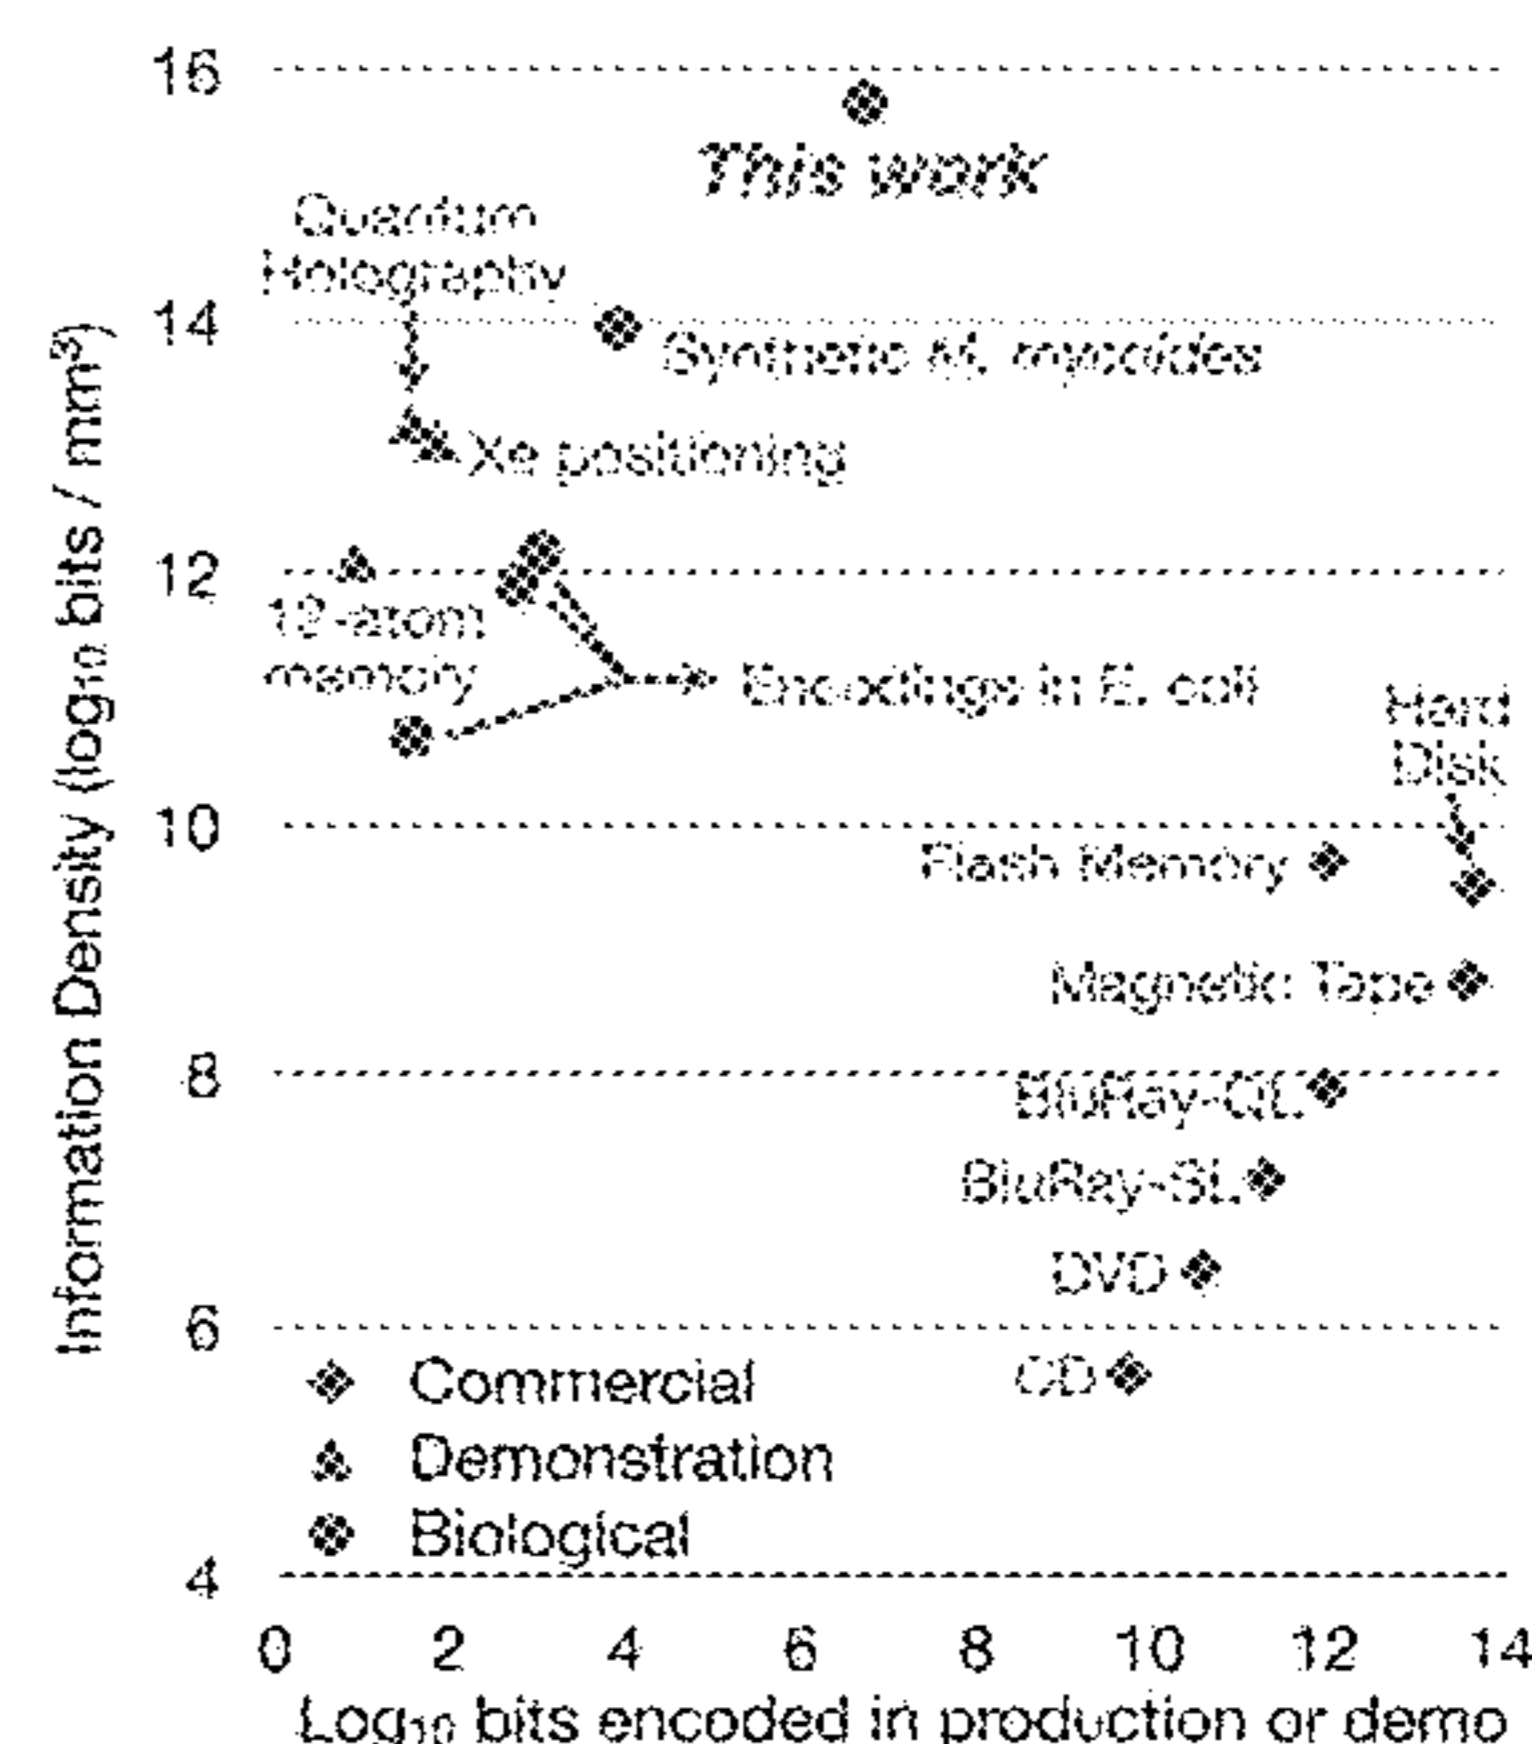 16
This work
Quantum
Holography
14
Synthetic M. mycoides
Xe positioning
12
12-atom
memory
Encodings in E. coli
Hard
Disk
10
Flash Memory
Magnetic Tape
8
BluRay-QL
BluRay-SL
DVD
6
CD
Commercial
Demonstration
Biological
4
0 2 4 6 8 10 12 14
Log₁₀ bits encoded in production or demo
Information Density (log₁₀ bits / mm³)